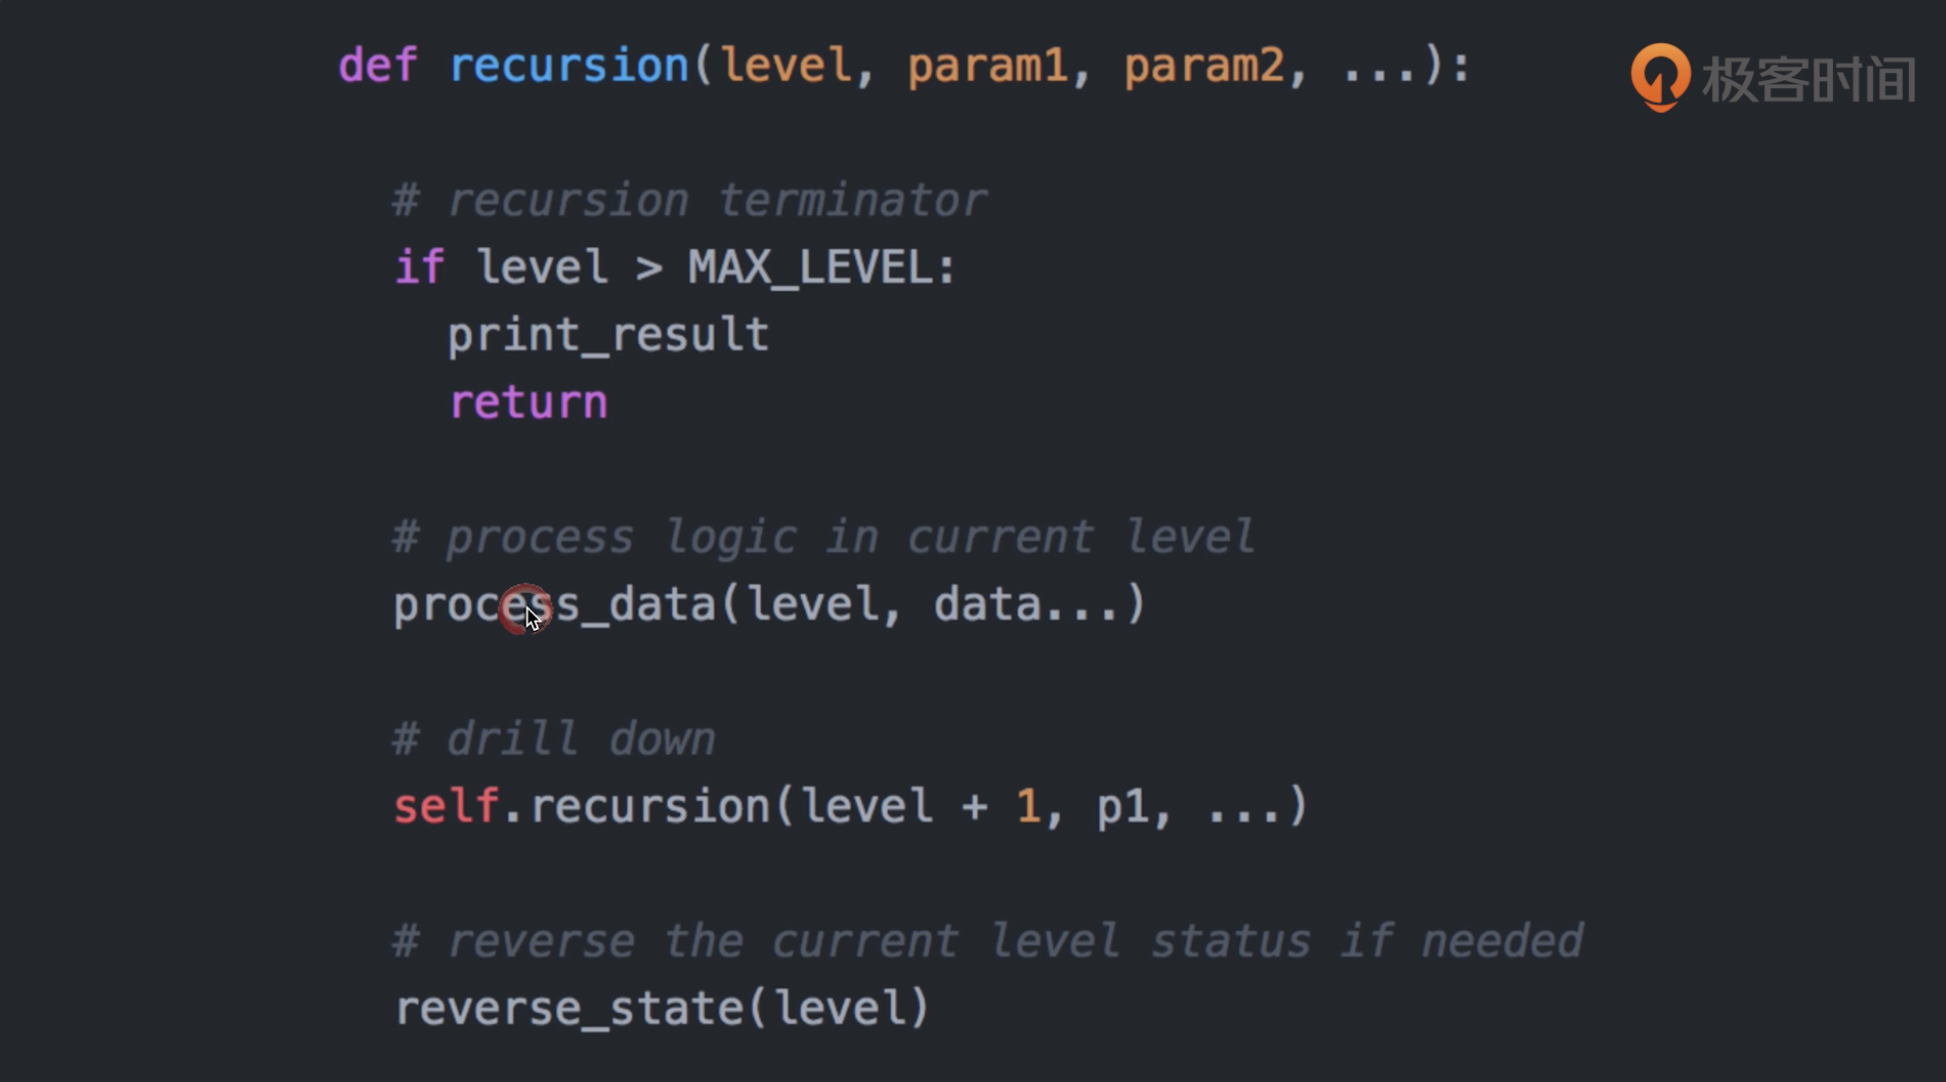 def recursion(level, param1, param2, ...):
极客时间
# recursion terminator
if level > MAX_LEVEL:
print_result
return
# process logic in current level
process_data(level, data...)
# drill down
self.recursion(level + 1, p1, ...)
# reverse the current level status if needed
reverse_state(level)